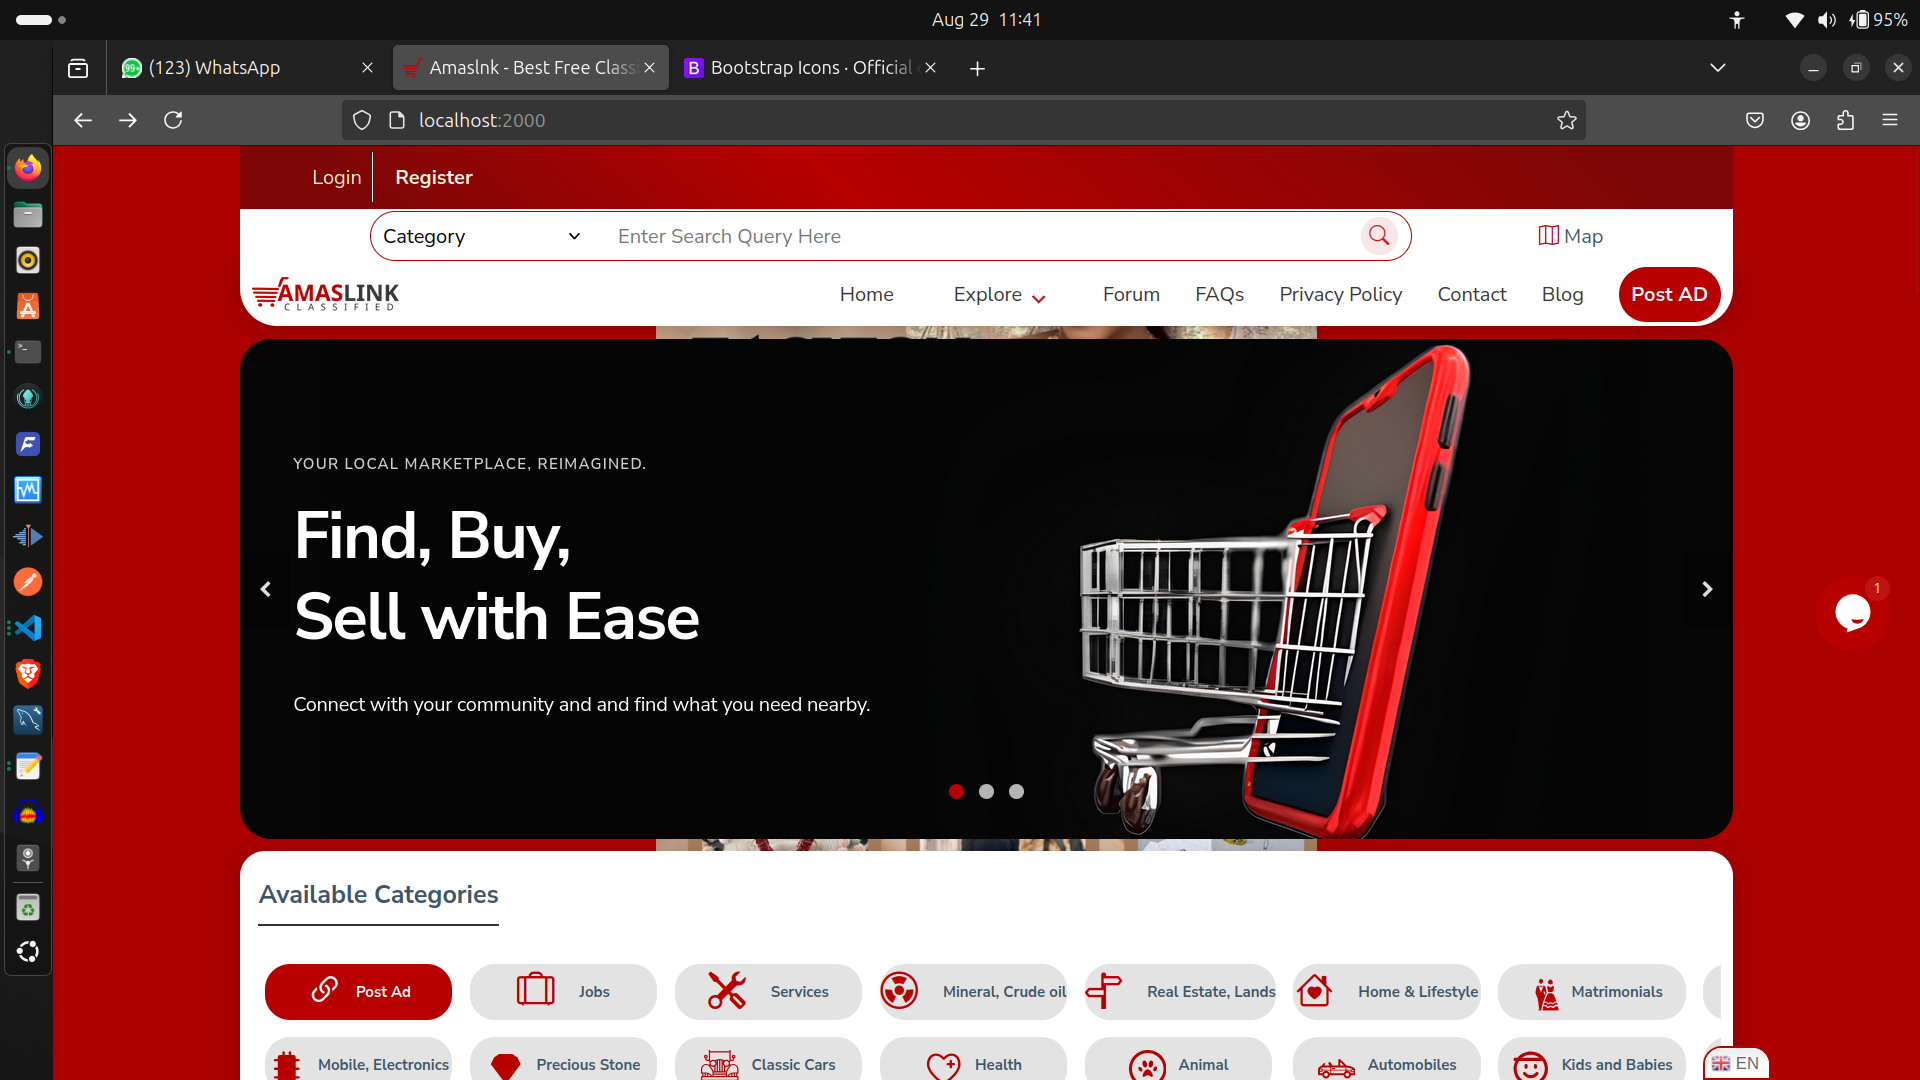 Aug 29 11:41
95%
(123) WhatsApp
Amaslnk - Best Free Class
Bootstrap Icons · Official
localhost:2000
Login
Register
Category
Enter Search Query Here
Map
AMASLINK
CLASSIFIED
Home
Explore
Forum
FAQs
Privacy Policy
Contact
Blog
Post AD
YOUR LOCAL MARKETPLACE, REIMAGINED.
Find, Buy,
Sell with Ease
Connect with your community and and find what you need nearby.
1
Available Categories
Post Ad
Jobs
Services
Mineral, Crude oil
Real Estate, Lands
Home & Lifestyle
Matrimonials
Mobile, Electronics
Precious Stone
Classic Cars
Health
Animal
Automobiles
Kids and Babies
EN